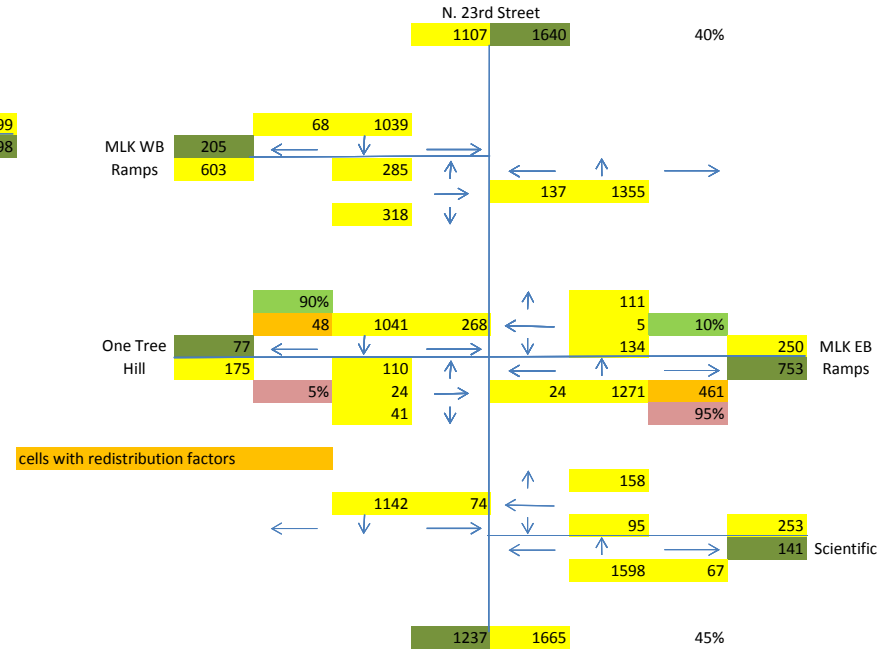 N. 23rd Street
1107 1640 40%
99 68 1039
98 MLK WB 205
Ramps 603 285
137 1355
318
90% 111
48 1041 268 5 10%
One Tree 77 134 250 MLK EB
Hill 175 110 753 Ramps
5% 24 24 1271 461
41 95%
cells with redistribution factors
158
1142 74
95 253
141 Scientific
1598 67
1237 1665 45%